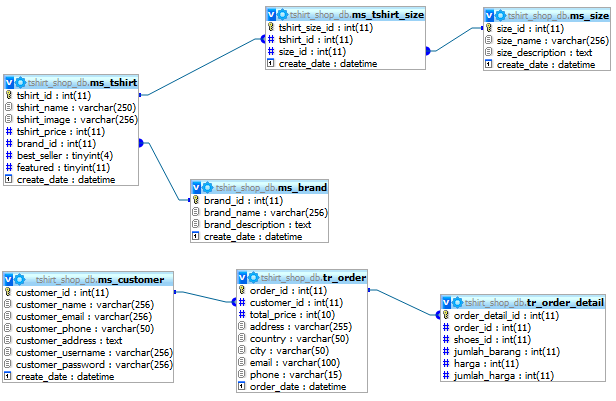 tshirt_shop_db.ms_tshirt_size
tshirt_size_id : int(11)
tshirt_id : int(11)
size_id : int(11)
create_date : datetime
tshirt_shop_db.ms_size
size_id : int(11)
size_name : varchar(256)
size_description : text
create_date : datetime
tshirt_shop_db.ms_tshirt
tshirt_id : int(11)
tshirt_name : varchar(250)
tshirt_image : varchar(256)
tshirt_price : int(11)
brand_id : int(11)
best_seller : tinyint(4)
featured : tinyint(11)
create_date : datetime
tshirt_shop_db.ms_brand
brand_id : int(11)
brand_name : varchar(256)
brand_description : text
create_date : datetime
tshirt_shop_db.ms_customer
customer_id : int(11)
customer_name : varchar(256)
customer_email : varchar(256)
customer_phone : varchar(50)
customer_address : text
customer_username : varchar(256)
customer_password : varchar(256)
create_date : datetime
tshirt_shop_db.tr_order
order_id : int(11)
customer_id : int(11)
total_price : int(10)
address : varchar(255)
country : varchar(50)
city : varchar(50)
email : varchar(100)
phone : varchar(15)
order_date : datetime
tshirt_shop_db.tr_order_detail
order_detail_id : int(11)
order_id : int(11)
shoes_id : int(11)
jumlah_barang : int(11)
harga : int(11)
jumlah_harga : int(11)